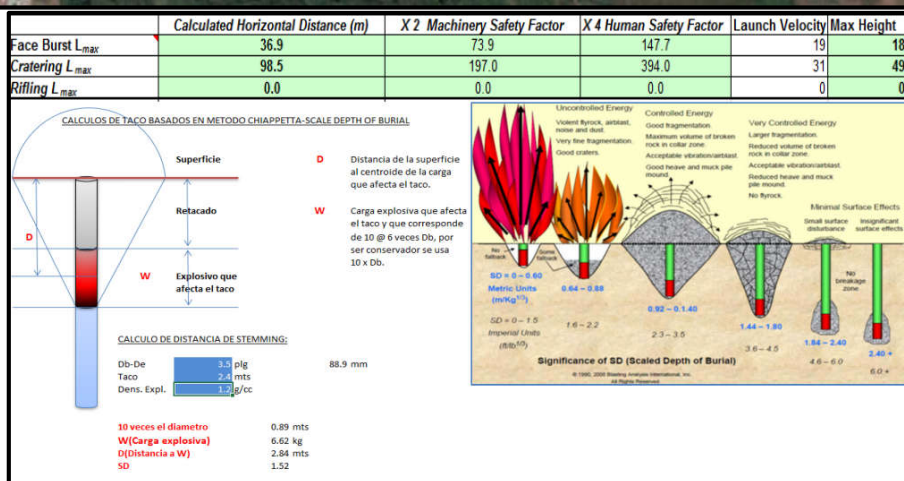 Calculated Horizontal Distance (m) X 2 Machinery Safety Factor X 4 Human Safety Factor Launch Velocity Max Height
Face Burst Lmax 36.9 73.9 147.7 19 18
Cratering Lmax 98.5 197.0 394.0 31 49
Rifling Lmax 0.0 0.0 0.0 0 0
CALCULOS DE TACO BASADOS EN METODO CHIAPPETTA-SCALE DEPTH OF BURIAL
Superficie
Retacado
Explosivo que
afecta el taco
D
W
D Distancia de la superficie
al centroide de la carga
que afecta el taco.
W Carga explosiva que afecta
el taco y que corresponde
de 10 @ 6 veces Db, por
ser conservador se usa
10 x Db.
CALCULO DE DISTANCIA DE STEMMING:
Db-De 3.5 plg 88.9 mm
Taco 2.4 mts
Dens. Expl. 1.2 g/cc
10 veces el diametro 0.89 mts
W(Carga explosiva) 6.62 kg
D(Distancia a W) 2.84 mts
SD 1.52
Uncontrolled Energy
Violent flyrock, airblast,
noise and dust.
Very fine fragmentation.
Good craters.
Controlled Energy
Good fragmentation.
Maximum volume of broken
rock in collar zone.
Acceptable vibration/airblast.
Good heave and muck pile
mound.
Very Controlled Energy
Larger fragmentation.
Reduced volume of broken
rock in collar zone.
Acceptable vibration/airblast.
Reduced heave and muck
pile mound.
No flyrock.
Minimal Surface Effects
Small surface
disturbance
Insignificant
surface effects
No
fallback
Some
fallback
No
breakage
zone
SD = 0 – 0.60
Metric Units
(m/Kg1/3)
0.64 – 0.88
0.92 – 0.1.40
1.44 – 1.80
1.84 – 2.40
2.40 +
SD = 0 – 1.5
Imperial Units
(ft/lb1/3)
1.6 – 2.2
2.3 – 3.5
3.6 – 4.5
4.6 – 6.0
6.0 +
Significance of SD (Scaled Depth of Burial)
© 1990, 2005 Blasting Analysis International, Inc.
All Rights Reserved.